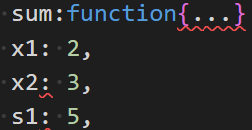 sum:function{...}
x1: 2,
x2: 3,
s1: 5,